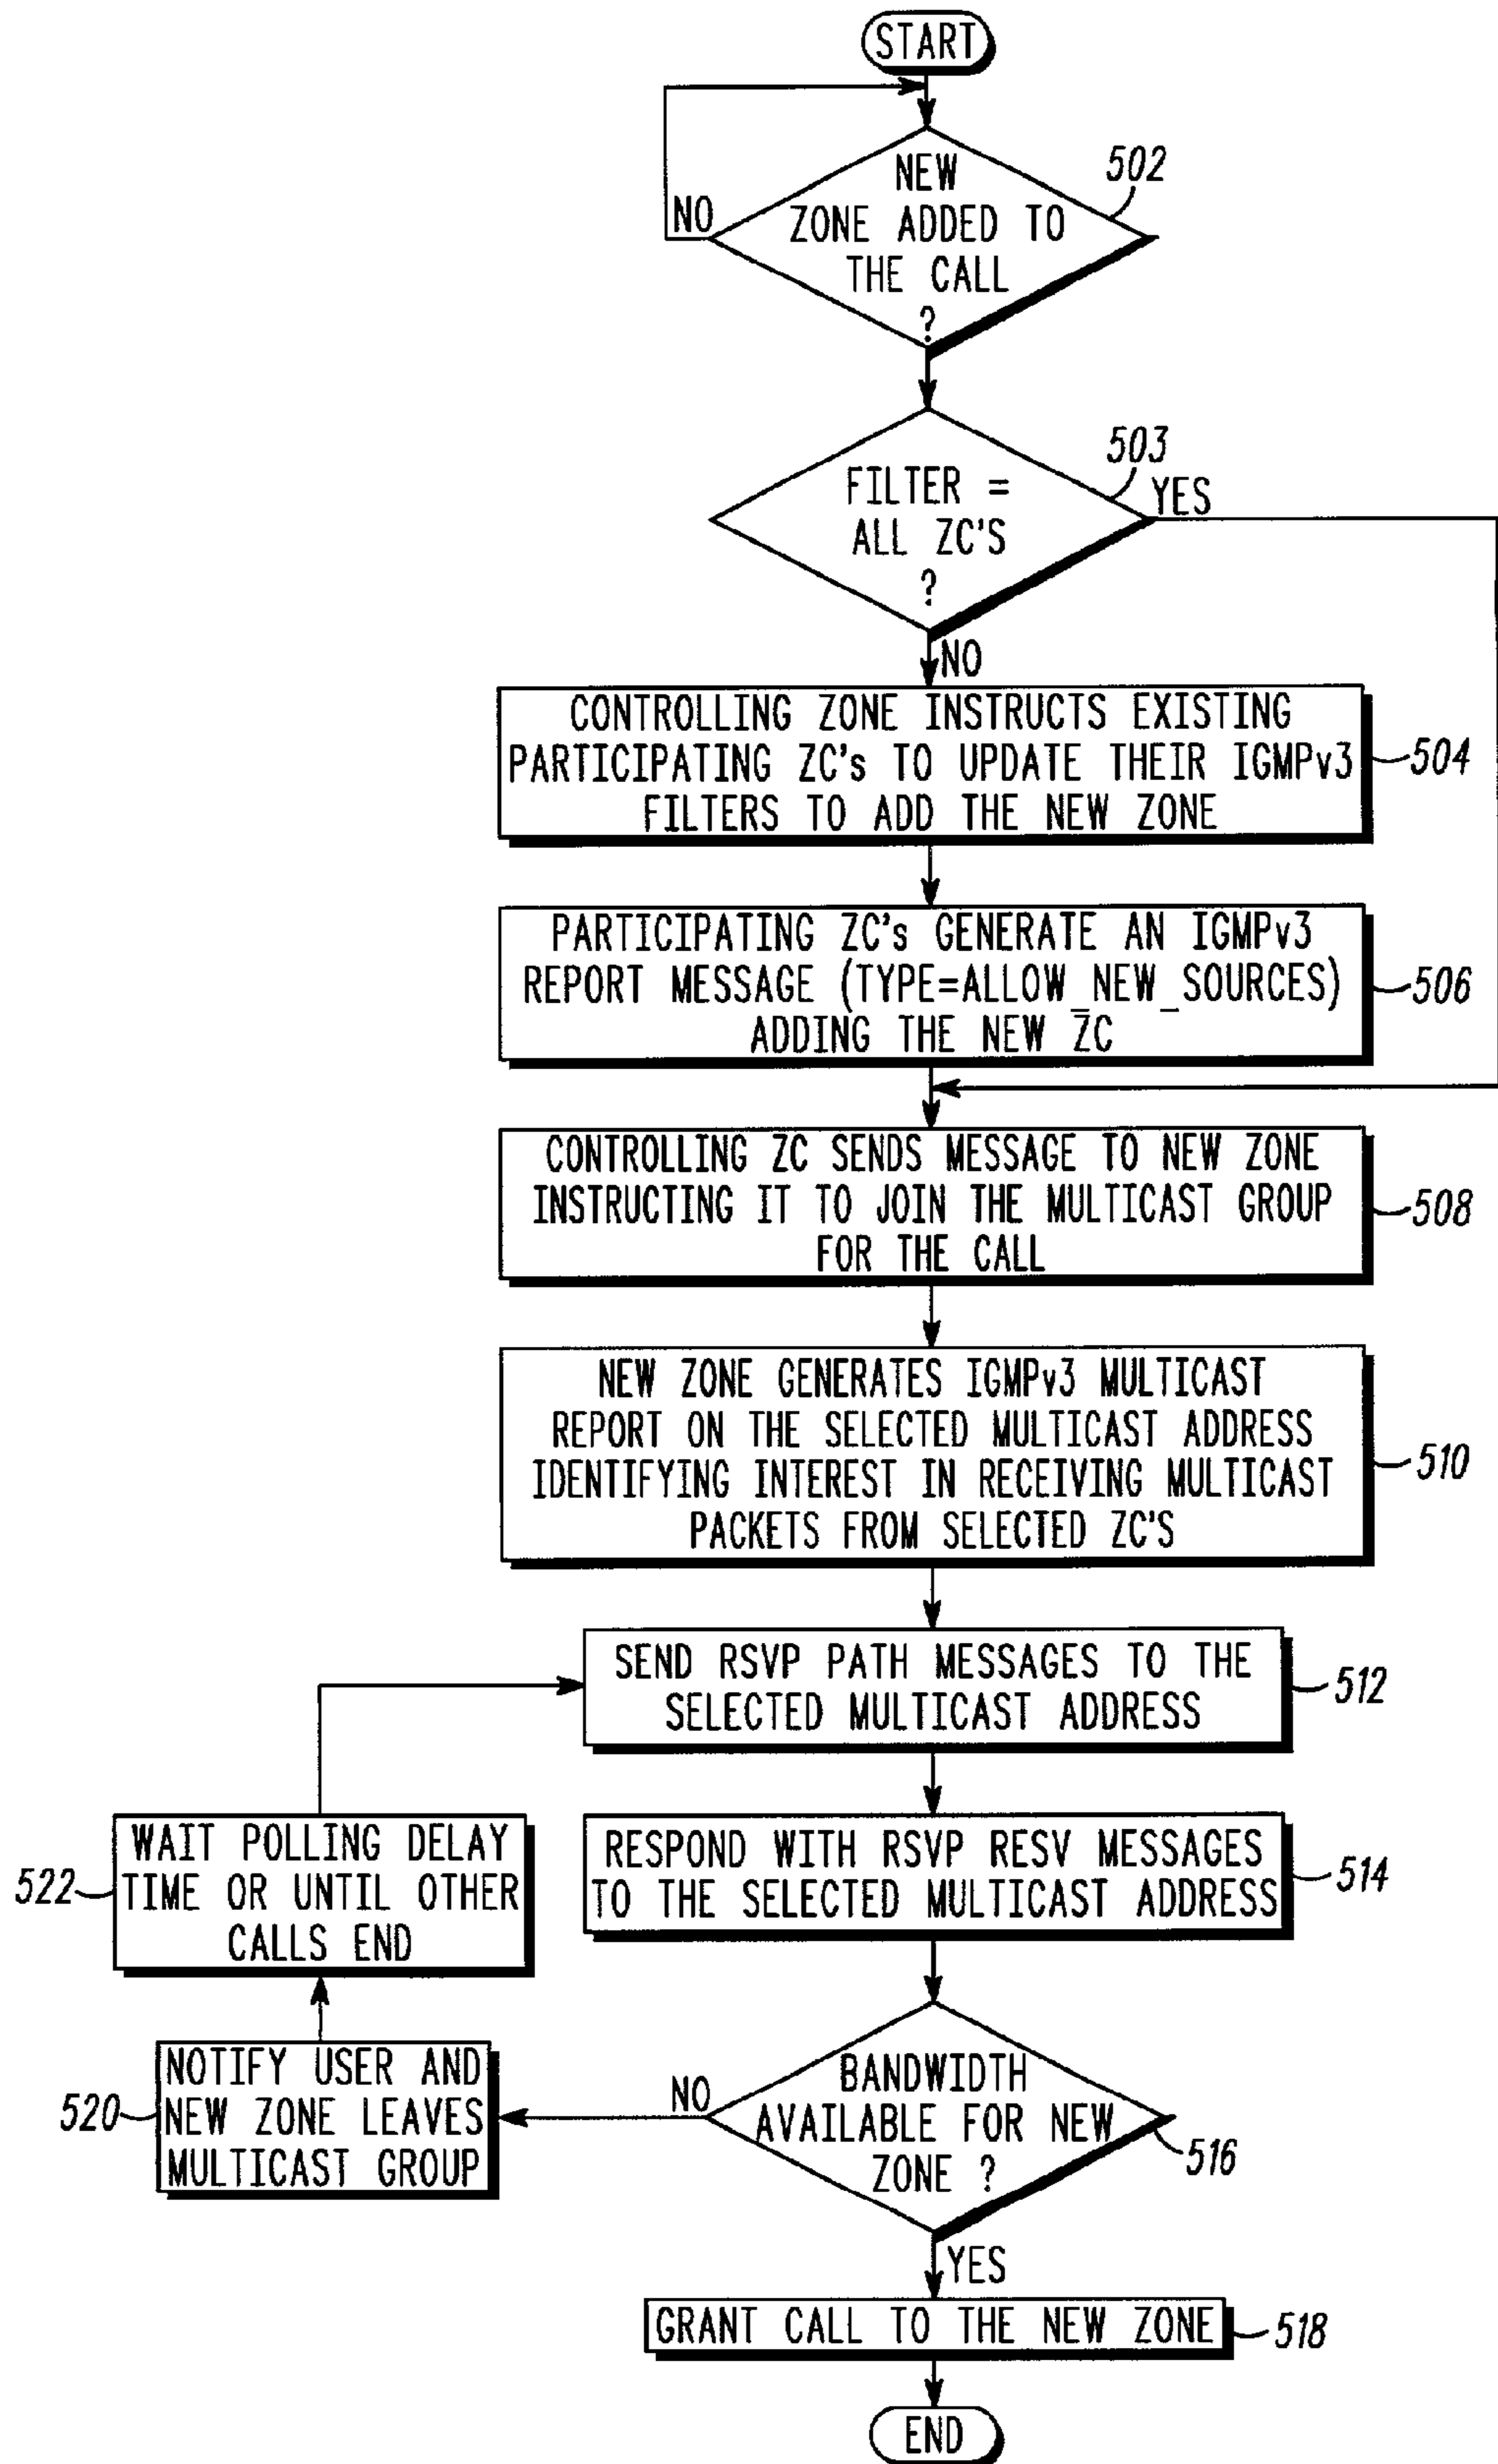 START
NEW
ZONE ADDED TO
THE CALL
?
502
NO
FILTER =
ALL ZC'S
?
503
YES
NO
CONTROLLING ZONE INSTRUCTS EXISTING
PARTICIPATING ZC's TO UPDATE THEIR IGMPv3
FILTERS TO ADD THE NEW ZONE
504
PARTICIPATING ZC's GENERATE AN IGMPv3
REPORT MESSAGE (TYPE=ALLOW_NEW_SOURCES)
ADDING THE NEW ZC
506
CONTROLLING ZC SENDS MESSAGE TO NEW ZONE
INSTRUCTING IT TO JOIN THE MULTICAST GROUP
FOR THE CALL
508
NEW ZONE GENERATES IGMPv3 MULTICAST
REPORT ON THE SELECTED MULTICAST ADDRESS
IDENTIFYING INTEREST IN RECEIVING MULTICAST
PACKETS FROM SELECTED ZC'S
510
SEND RSVP PATH MESSAGES TO THE
SELECTED MULTICAST ADDRESS
512
RESPOND WITH RSVP RESV MESSAGES
TO THE SELECTED MULTICAST ADDRESS
514
WAIT POLLING DELAY
TIME OR UNTIL OTHER
CALLS END
522
BANDWIDTH
AVAILABLE FOR NEW
ZONE ?
516
NO
NOTIFY USER AND
NEW ZONE LEAVES
MULTICAST GROUP
520
YES
GRANT CALL TO THE NEW ZONE
518
END